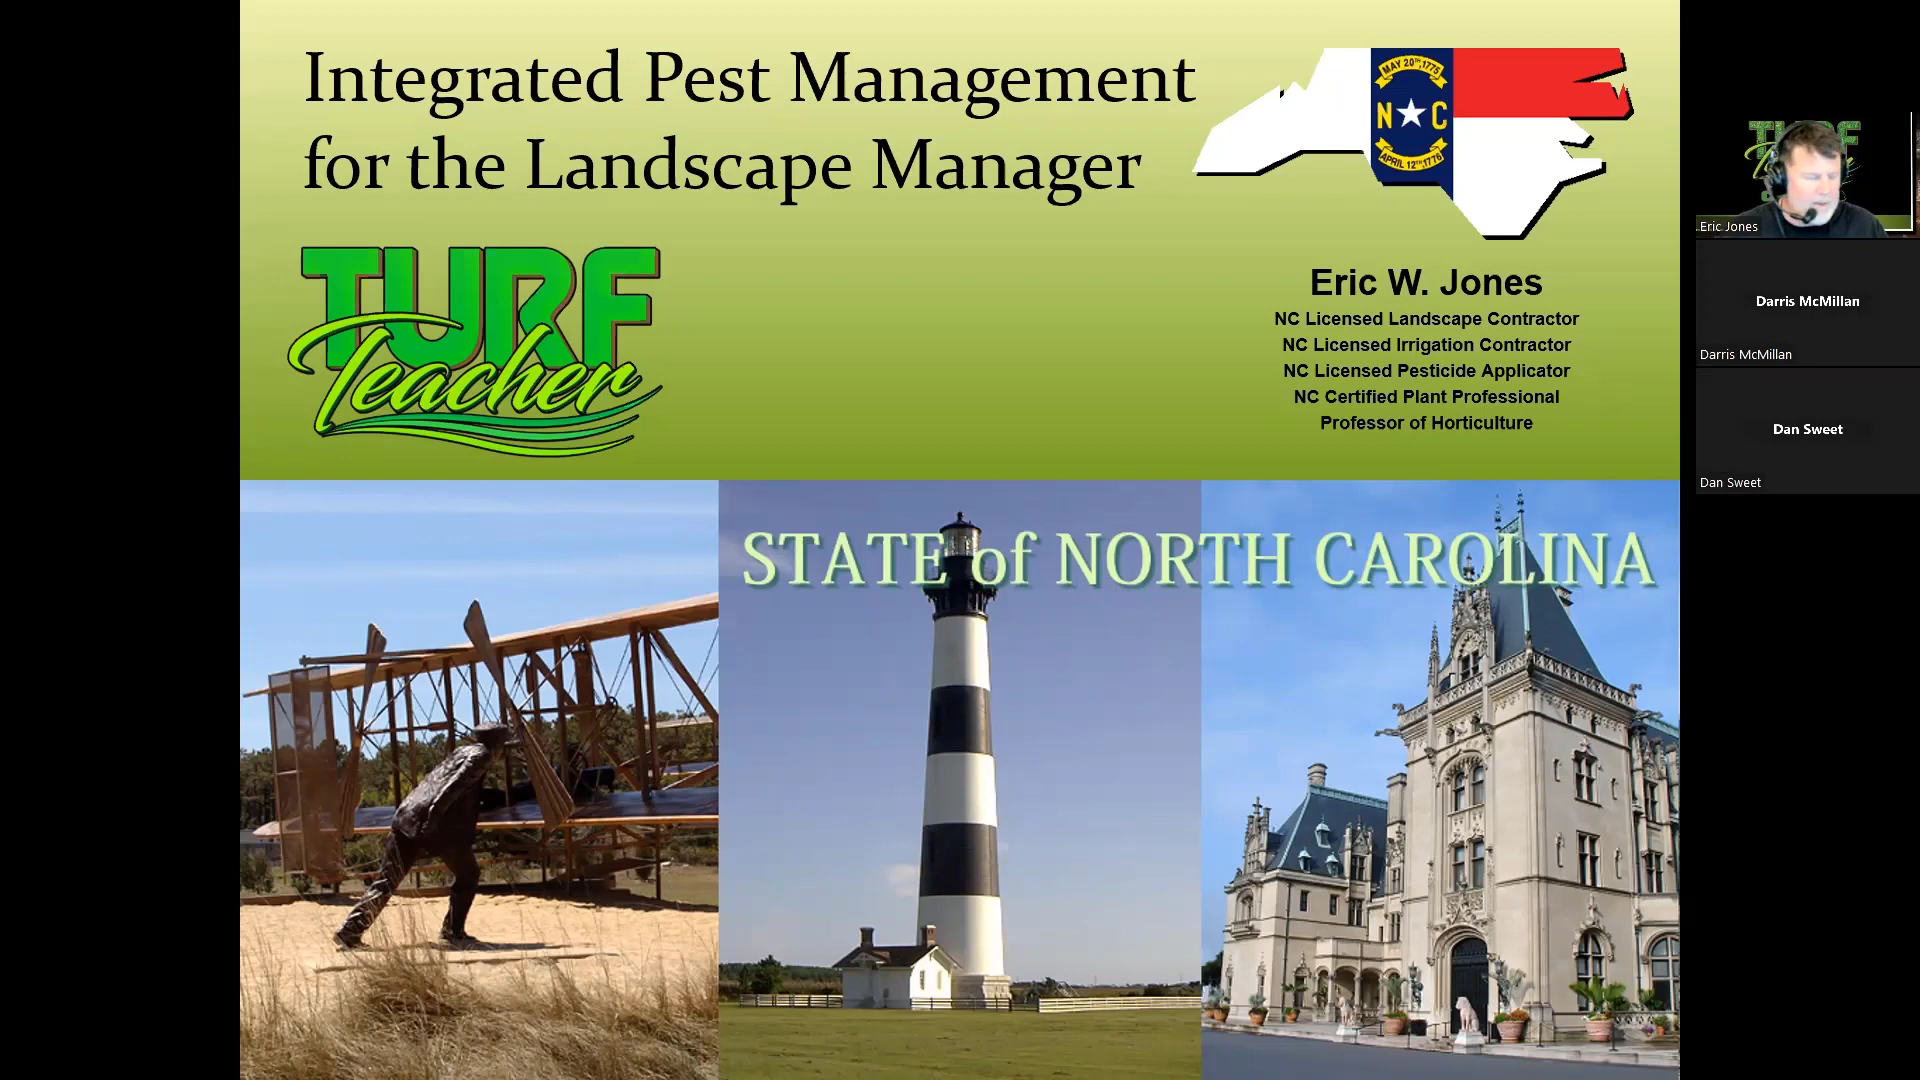 Integrated Pest Management
for the Landscape Manager
MAY 20TH,1775
N C
APRIL 12TH,1776
TURF
Teacher
Eric W. Jones
NC Licensed Landscape Contractor
NC Licensed Irrigation Contractor
NC Licensed Pesticide Applicator
NC Certified Plant Professional
Professor of Horticulture
STATE of NORTH CAROLINA
Eric Jones
Darris McMillan
Darris McMillan
Dan Sweet
Dan Sweet